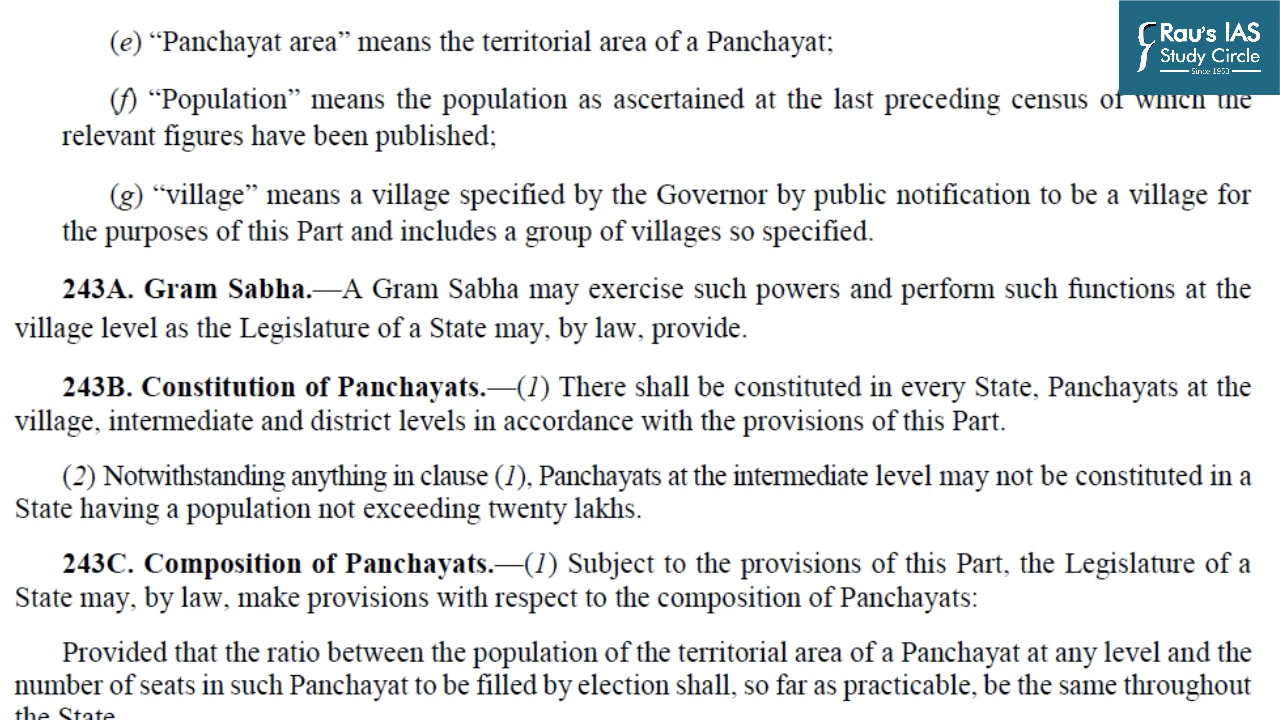 (e) “Panchayat area” means the territorial area of a Panchayat;
Rau's IAS
Study Circle
Since 1953
(f) “Population” means the population as ascertained at the last preceding census of which the
relevant figures have been published;
(g) “village” means a village specified by the Governor by public notification to be a village for
the purposes of this Part and includes a group of villages so specified.
243A. Gram Sabha.—A Gram Sabha may exercise such powers and perform such functions at the
village level as the Legislature of a State may, by law, provide.
243B. Constitution of Panchayats.—(1) There shall be constituted in every State, Panchayats at the
village, intermediate and district levels in accordance with the provisions of this Part.
(2) Notwithstanding anything in clause (1), Panchayats at the intermediate level may not be constituted in a
State having a population not exceeding twenty lakhs.
243C. Composition of Panchayats.—(1) Subject to the provisions of this Part, the Legislature of a
State may, by law, make provisions with respect to the composition of Panchayats:
Provided that the ratio between the population of the territorial area of a Panchayat at any level and the
number of seats in such Panchayat to be filled by election shall, so far as practicable, be the same throughout
the State.